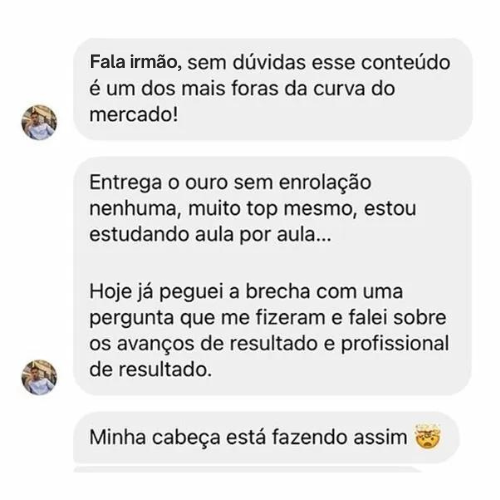 Fala irmão, sem dúvidas esse conteúdo
é um dos mais foras da curva do
mercado!
Entrega o ouro sem enrolação
nenhuma, muito top mesmo, estou
estudando aula por aula...
Hoje já peguei a brecha com uma
pergunta que me fizeram e falei sobre
os avanços de resultado e profissional
de resultado.
Minha cabeça está fazendo assim 🤯